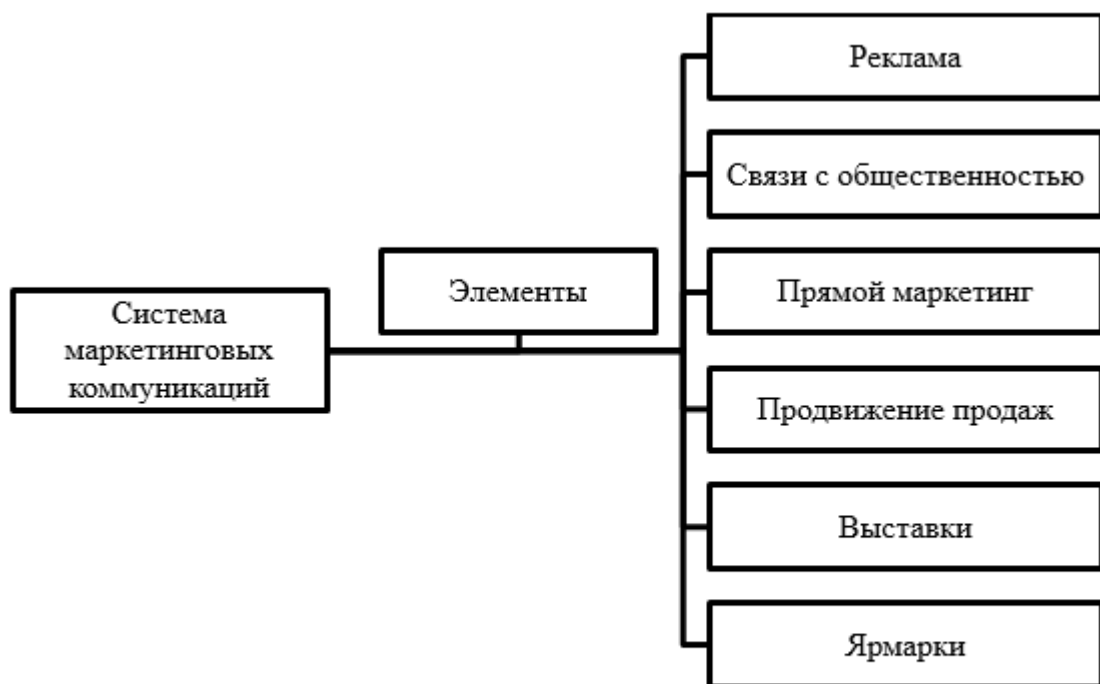 Система
маркетинговых
коммуникаций
Элементы
Реклама
Связи с общественностью
Прямой маркетинг
Продвижение продаж
Выставки
Ярмарки